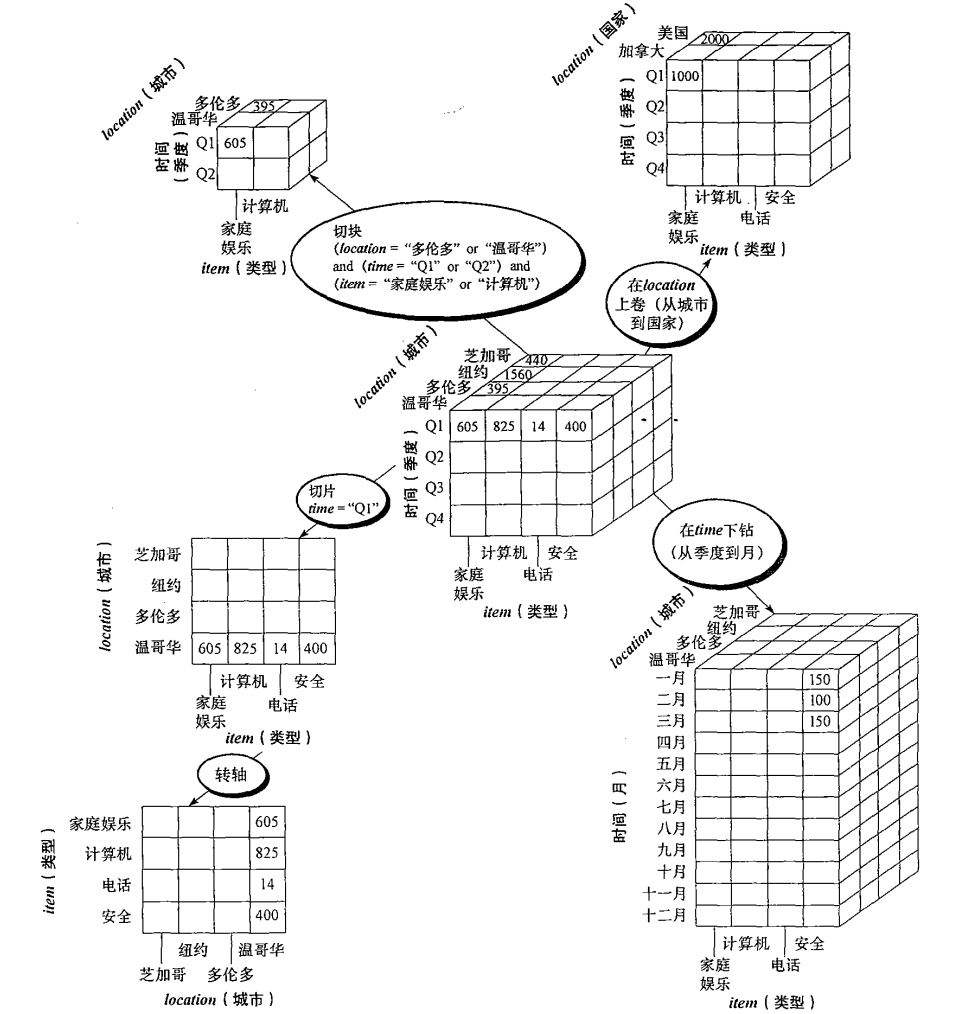 location（国家）
美国 2000
加拿大
Q1 1000
Q2
Q3
Q4
时间（季度）
计算机 安全
家庭娱乐
电话
item（类型）
location（城市）
多伦多 395
温哥华
Q1 605
Q2
时间（季度）
计算机
家庭娱乐
item（类型）
切块
(location = “多伦多” or “温哥华”)
and (time = “Q1” or “Q2”) and
(item = “家庭娱乐” or “计算机”)
在location
上卷（从城市
到国家）
location（城市）
芝加哥 440
纽约 1560
多伦多 395
温哥华
Q1 605 825 14 400
Q2
Q3
Q4
时间（季度）
计算机 安全
家庭娱乐
电话
item（类型）
切片
time = “Q1”
在time下钻
（从季度到月）
location（城市）
芝加哥
纽约
多伦多
温哥华 605 825 14 400
计算机 安全
家庭娱乐
电话
item（类型）
转轴
item（类型）
家庭娱乐 605
计算机 825
电话 14
安全 400
纽约 温哥华
芝加哥 多伦多
location（城市）
location（城市）
芝加哥
纽约
多伦多
温哥华
一月 150
二月 100
三月 150
四月
五月
六月
七月
八月
九月
十月
十一月
十二月
时间（月）
计算机 安全
家庭娱乐
电话
item（类型）